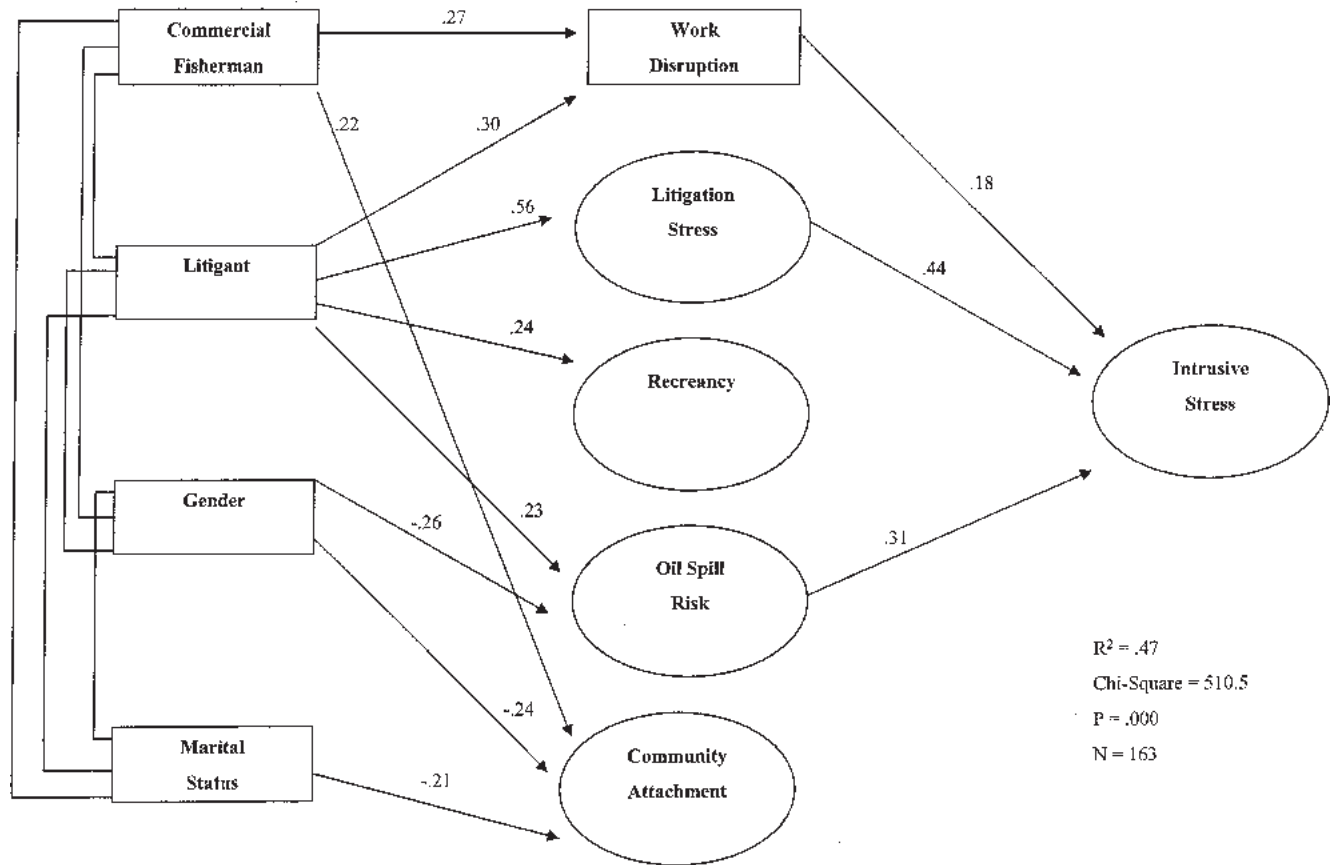 Commercial
Fisherman
.27
Work
Disruption
.22
.30
.18
Litigation
Stress
.56
.44
Litigant
.24
Recreancy
Intrusive
Stress
Gender
-.26
.23
Oil Spill
Risk
.31
R² = .47
Chi-Square = 510.5
P = .000
N = 163
-.24
Marital
Status
-.21
Community
Attachment